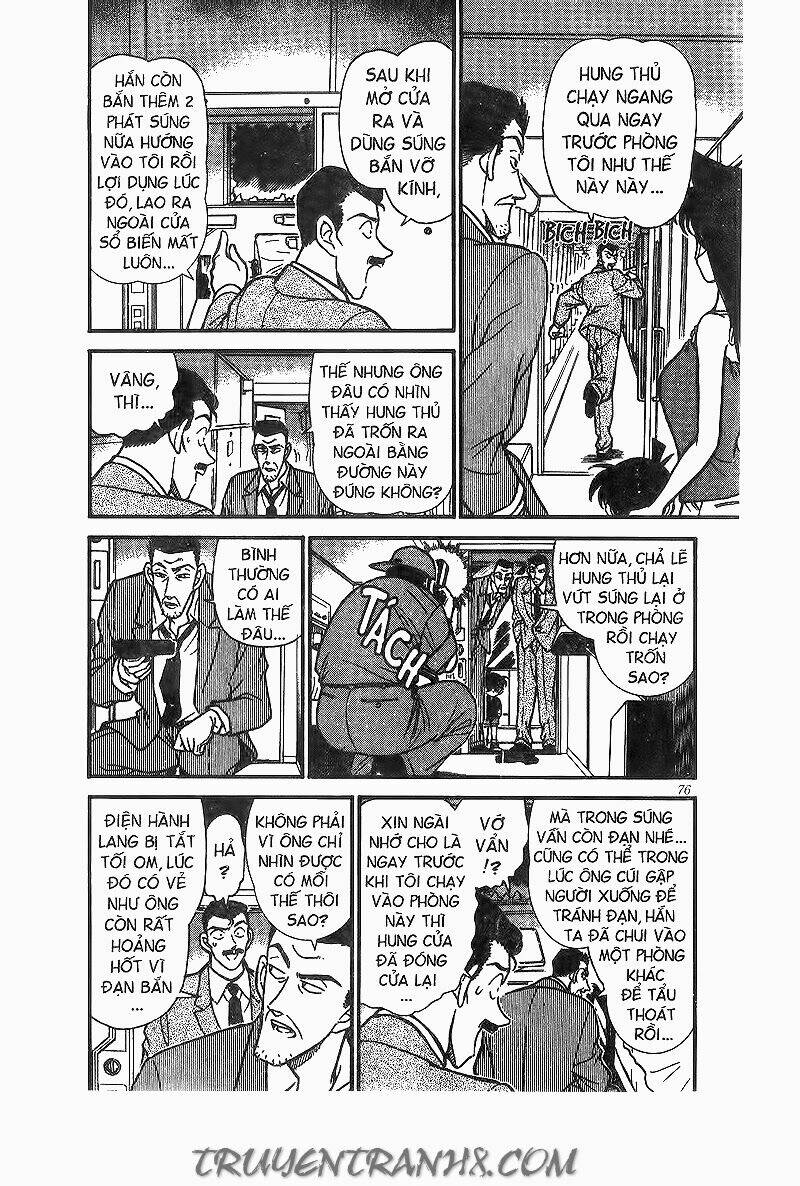 HUNG THỦ
CHẠY NGANG
QUA NGAY
TRƯỚC PHÒNG
TÔI NHƯ THẾ
NÀY NÀY...
BỊCH BỊCH
SAU KHI
MỞ CỬA
RA VÀ
DÙNG SÚNG
BẮN VỠ
KÍNH,
HẮN CÒN
BẮN THÊM 2
PHÁT SÚNG
NỮA HƯỚNG
VÀO TÔI RỒI
LỢI DỤNG LÚC
ĐÓ, LAO RA
NGOÀI CỬA
SỔ BIẾN MẤT
LUÔN...
THẾ NHƯNG ÔNG
ĐÂU CÓ NHÌN
THẤY HUNG THỦ
ĐÃ TRỐN RA
NGOÀI BẰNG
ĐƯỜNG NÀY
ĐÚNG KHÔNG?
VÂNG,
THÌ...
HƠN NỮA, CHẢ LẼ
HUNG THỦ LẠI
VỨT SÚNG LẠI Ở
TRONG PHÒNG
RỒI CHẠY
TRỐN
SAO?
TÁCH
BÌNH
THƯỜNG
CÓ AI
LÀM THẾ
ĐÂU...
76
MÀ TRONG SÚNG
VẪN CÒN ĐẠN NHÉ...
CŨNG CÓ THỂ TRONG
LÚC ÔNG CÚI GẬP
NGƯỜI XUỐNG ĐỂ
TRÁNH ĐẠN, HẮN
TA ĐÃ CHUI VÀO
MỘT PHÒNG
KHÁC
ĐỂ TẨU
THOÁT
RỒI...
VỚ
VẨN
!?
XIN NGÀI
NHỚ CHO LÀ
NGAY TRƯỚC
KHI TÔI CHẠY
VÀO PHÒNG
NÀY THÌ
HUNG CỬA
ĐÃ ĐÓNG
CỬA LẠI
...
KHÔNG PHẢI
VÌ ÔNG CHỈ
NHÌN ĐƯỢC
CÓ MỖI
THẾ THÔI
SAO?
HẢ
?
ĐIỆN HÀNH
LANG BỊ TẮT
TỐI OM, LÚC
ĐÓ CÓ VẺ
NHƯ ÔNG
CÒN RẤT
HOẢNG
HỐT VÌ
ĐẠN BẮN
...
TRUYENTRANH8.COM